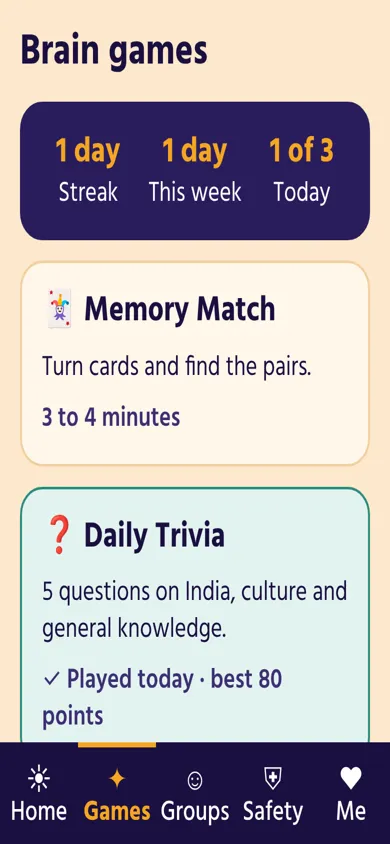 Brain games
1 day 1 day 1 of 3
Streak This week Today
Memory Match
Turn cards and find the pairs.
3 to 4 minutes
❓ Daily Trivia
5 questions on India, culture and
general knowledge.
✓ Played today · best 80
points
Home Games Groups Safety Me